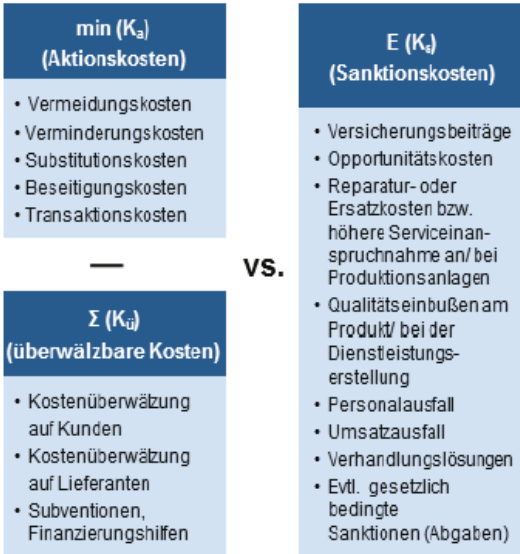 min (Kₐ)
(Aktionskosten)
• Vermeidungskosten
• Verminderungskosten
• Substitutionskosten
• Beseitigungskosten
• Transaktionskosten
—
Σ (Kü)
(überwälzbare Kosten)
• Kostenüberwälzung
auf Kunden
• Kostenüberwälzung
auf Lieferanten
• Subventionen,
Finanzierungshilfen
vs.
E (Kₛ)
(Sanktionskosten)
• Versicherungsbeiträge
• Opportunitätskosten
• Reparatur- oder
Ersatzkosten bzw.
höhere Servicein­an-
spruchnahme an/ bei
Produktionsanlagen
• Qualitätseinbußen am
Produkt/ bei der
Dienstleistungs-
erstellung
• Personalausfall
• Umsatzausfall
• Verhandlungslösungen
• Evtl. gesetzlich
bedingte
Sanktionen (Abgaben)